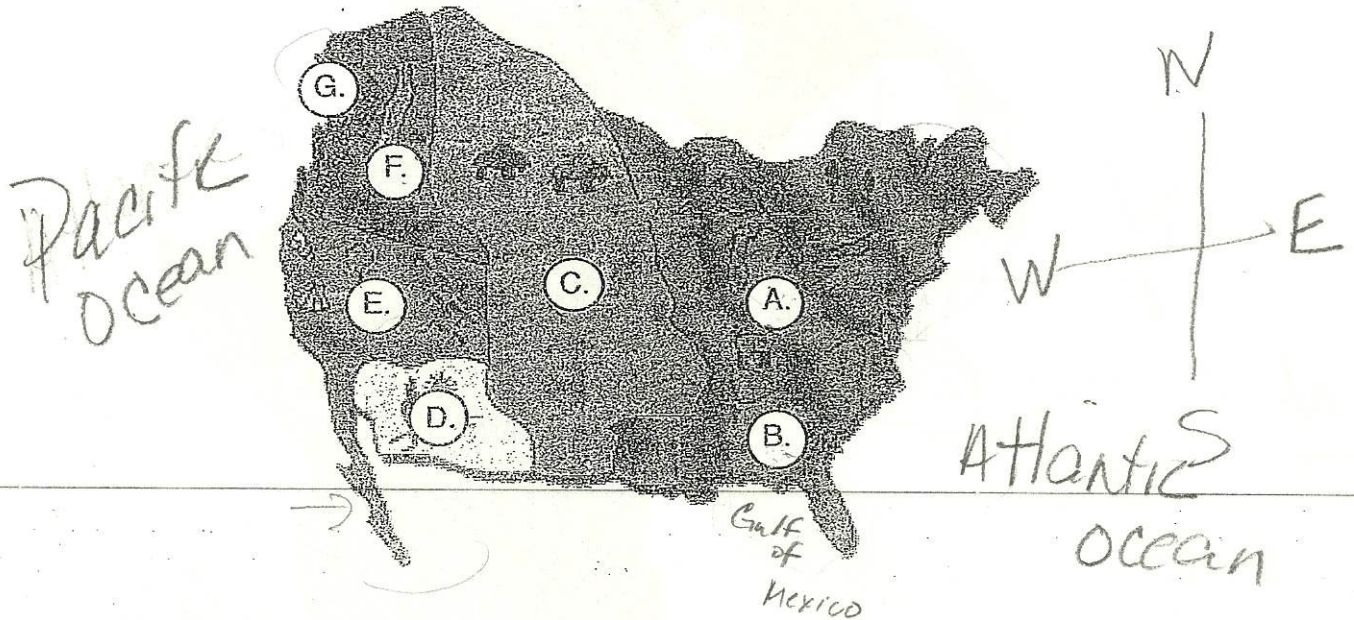 N
G.
Pacific
Ocean
F.
W
E
C.
E.
A.
D.
B.
S
Atlantic
Ocean
Gulf
of
Mexico